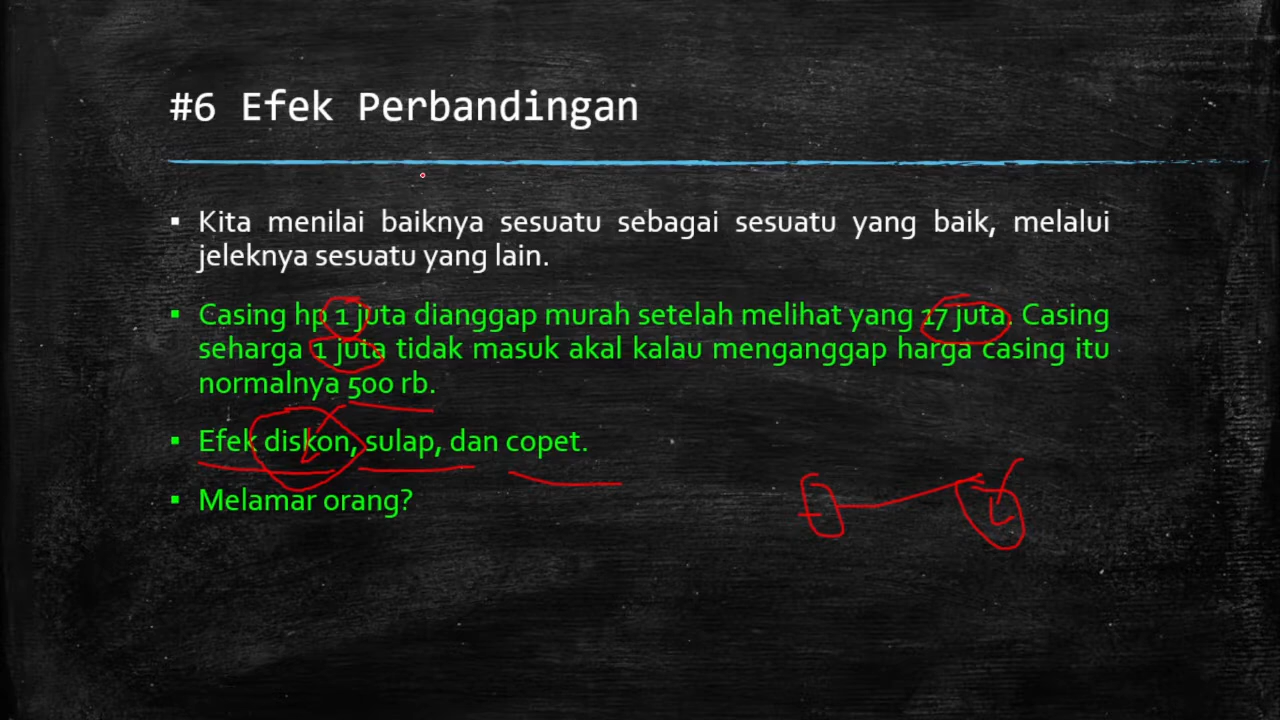 #6 Efek Perbandingan
▪ Kita menilai baiknya sesuatu sebagai sesuatu yang baik, melalui
jeleknya sesuatu yang lain.
▪ Casing hp 1 juta dianggap murah setelah melihat yang 17 juta. Casing
seharga 1 juta tidak masuk akal kalau menganggap harga casing itu
normalnya 500 rb.
▪ Efek diskon, sulap, dan copet.
▪ Melamar orang?